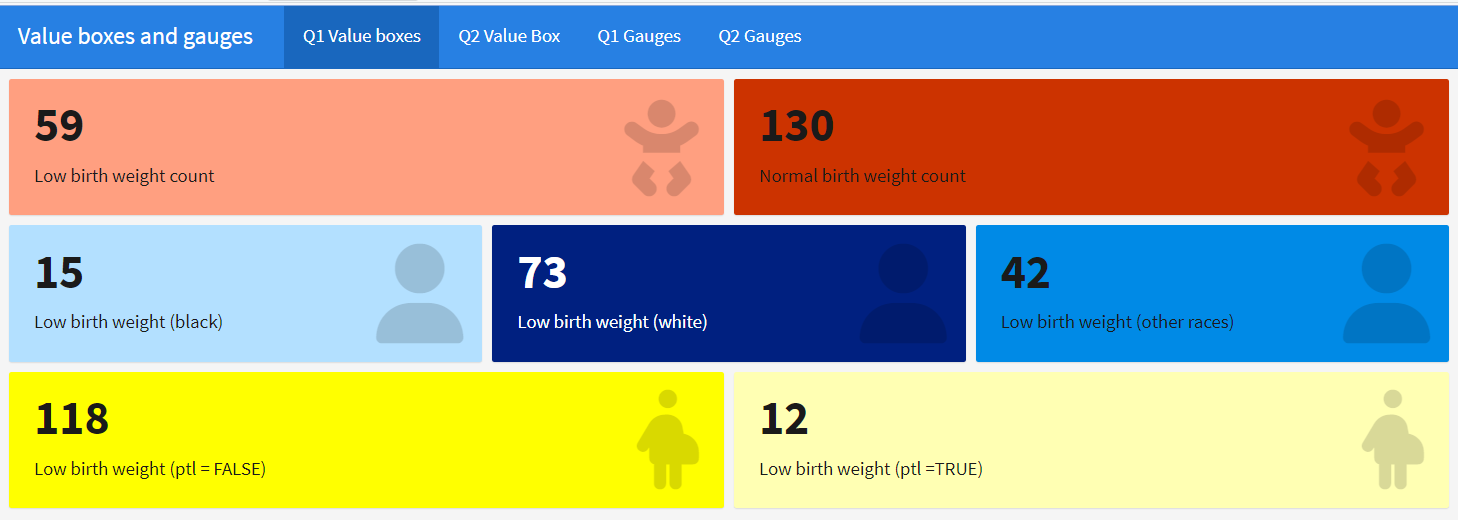 Value boxes and gauges Q1 Value boxes Q2 Value Box Q1 Gauges Q2 Gauges
59
Low birth weight count
130
Normal birth weight count
15
Low birth weight (black)
73
Low birth weight (white)
42
Low birth weight (other races)
118
Low birth weight (ptl = FALSE)
12
Low birth weight (ptl =TRUE)